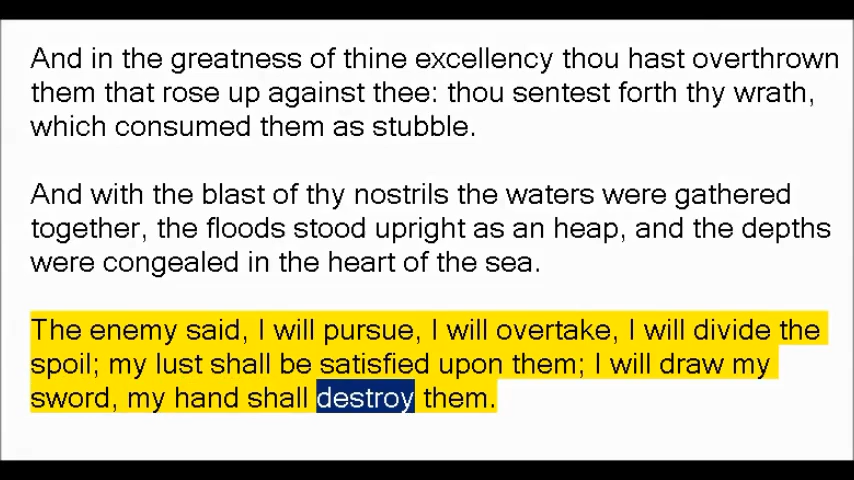 And in the greatness of thine excellency thou hast overthrown
them that rose up against thee: thou sentest forth thy wrath,
which consumed them as stubble.
And with the blast of thy nostrils the waters were gathered
together, the floods stood upright as an heap, and the depths
were congealed in the heart of the sea.
The enemy said, I will pursue, I will overtake, I will divide the
spoil; my lust shall be satisfied upon them; I will draw my
sword, my hand shall destroy them.